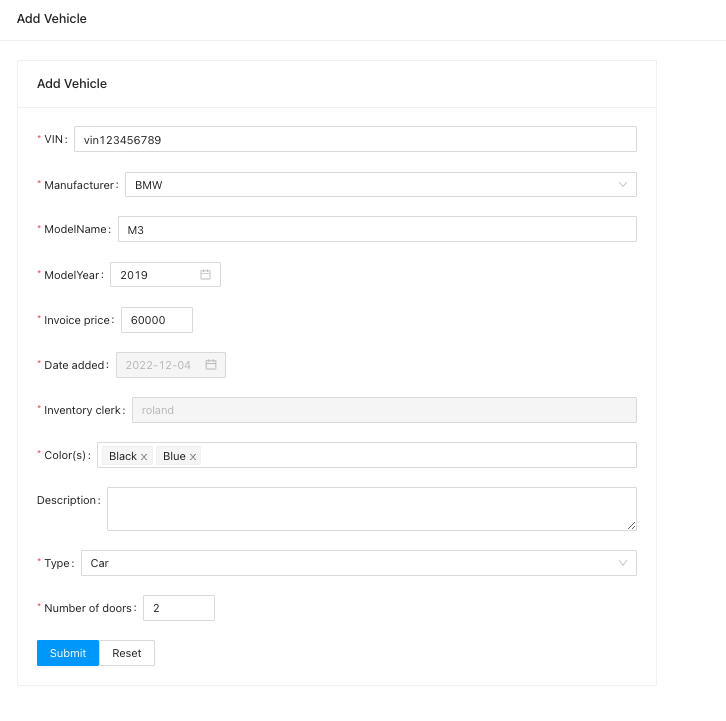 Add Vehicle
Add Vehicle
* VIN: vin123456789
* Manufacturer: BMW
* ModelName: M3
* ModelYear: 2019
* Invoice price: 60000
* Date added: 2022-12-04
* Inventory clerk: roland
* Color(s): Black x Blue x
Description:
* Type: Car
* Number of doors: 2
Submit Reset